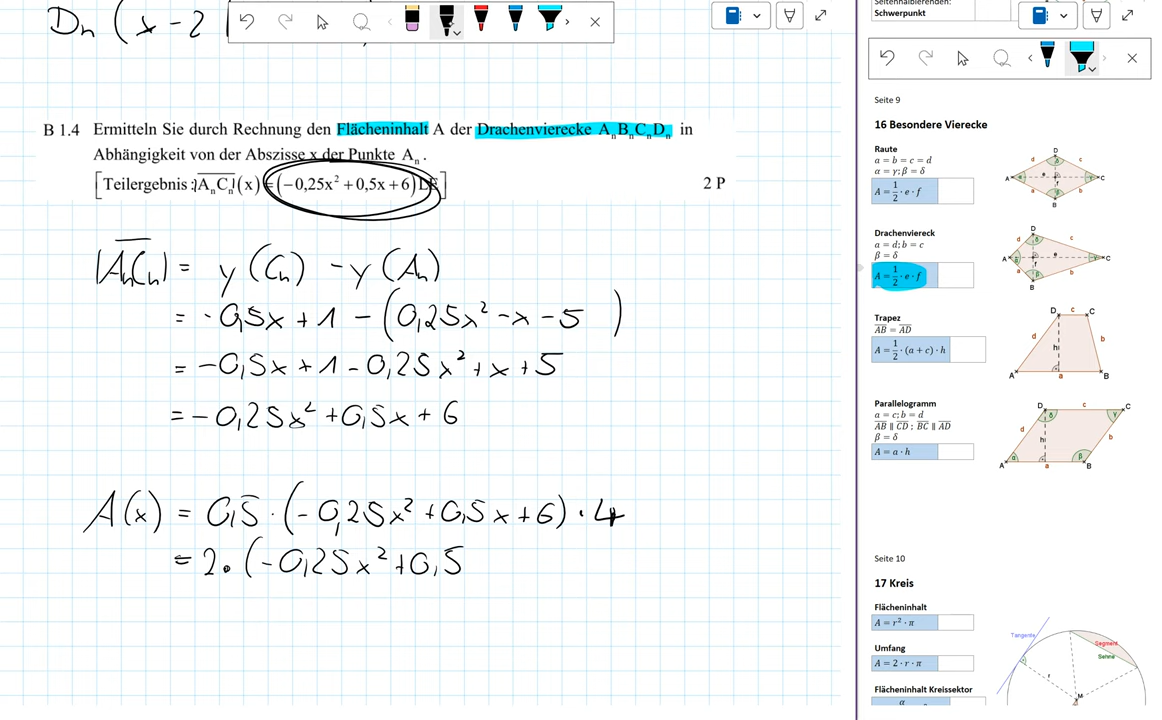 Dn (x-2
B 1.4 Ermitteln Sie durch Rechnung den Flächeninhalt A der Drachenvierecke AnBnCnDn in
Abhängigkeit von der Abszisse x der Punkte An.
[Teilergebnis: |AnCn|(x) = (−0,25x² + 0,5x + 6) LE]
2 P
|AnCn| = y(Cn) - y(An)
= -0,5x + 1 - (0,25x² - x - 5)
= -0,5x + 1 - 0,25x² + x + 5
= -0,25x² + 0,5x + 6
A(x) = 0,5 · (-0,25x² + 0,5x + 6) · 4
= 2 · (-0,25x² + 0,5
Seitenhalbierenden:
Schwerpunkt
Seite 9
16 Besondere Vierecke
Raute
a = b = c = d
α = γ; β = δ
A = 1/2 · e · f
Drachenviereck
a = d; b = c
β = δ
A = 1/2 · e · f
Trapez
AB = AD
A = 1/2 · (a + c) · h
Parallelogramm
a = c; b = d
AB ∥ CD ; BC ∥ AD
β = δ
A = a · h
Seite 10
17 Kreis
Flächeninhalt
A = r² · π
Umfang
A = 2 · r · π
Flächeninhalt Kreissektor
α
Tangente
Segment
Sehne
r
M